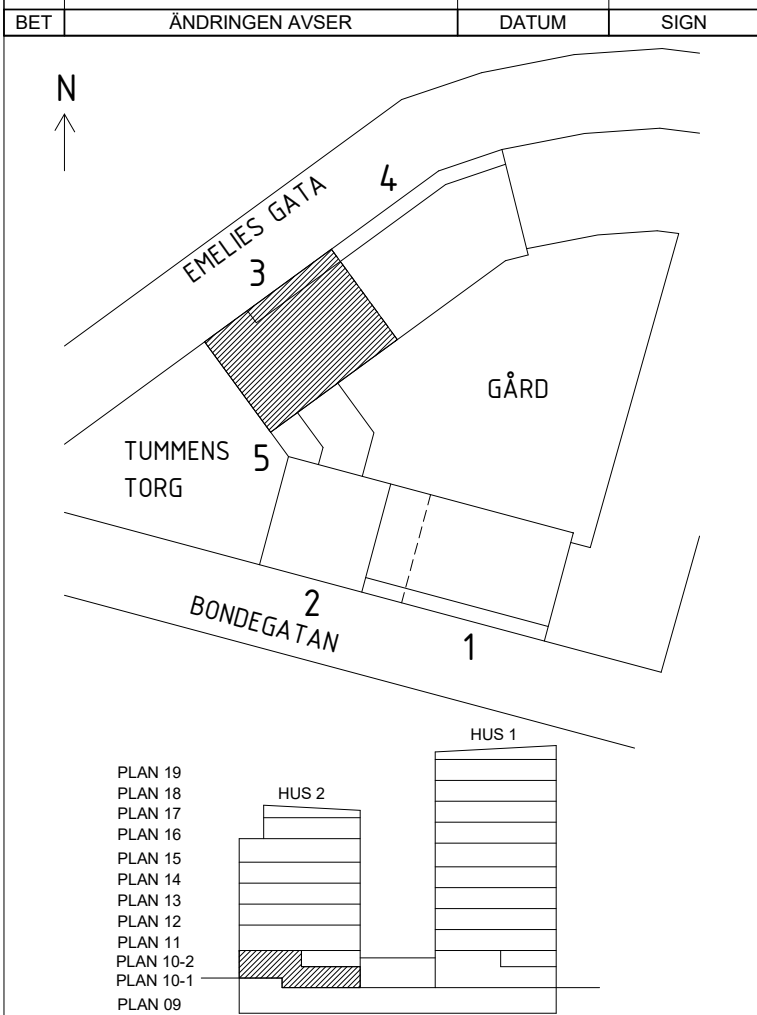 BET ÄNDRINGEN AVSER DATUM SIGN
N
4
EMELIES GATA
3
GÅRD
TUMMENS
TORG
5
2
BONDEGATAN
1
HUS 1
PLAN 19
PLAN 18
HUS 2
PLAN 17
PLAN 16
PLAN 15
PLAN 14
PLAN 13
PLAN 12
PLAN 11
PLAN 10-2
PLAN 10-1
PLAN 09